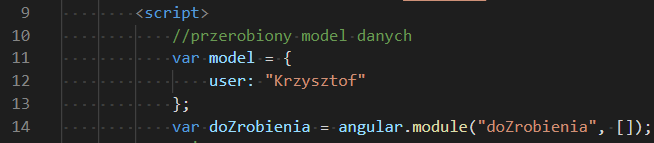 9 <script>
10 //przerobiony model danych
11 var model = {
12 user: "Krzysztof"
13 };
14 var doZrobienia = angular.module("doZrobienia", []);